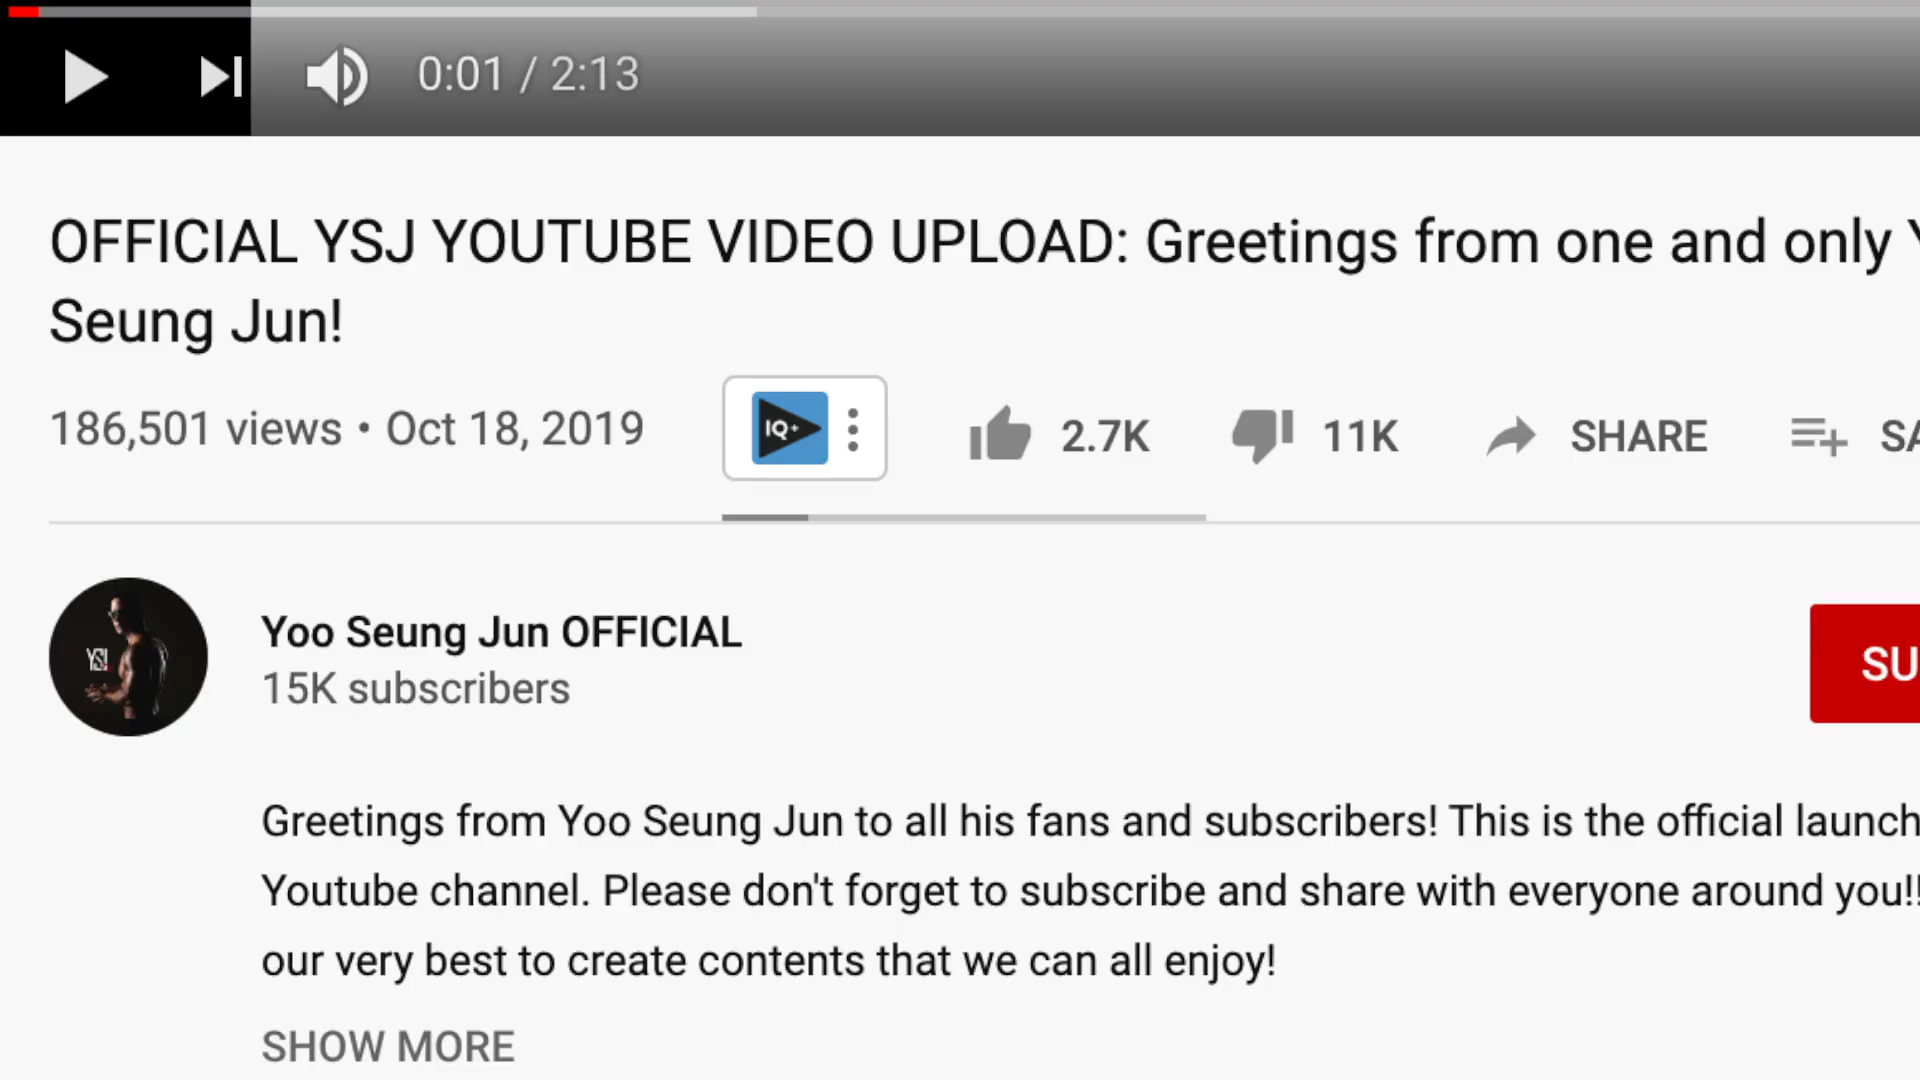 0:01 / 2:13
OFFICIAL YSJ YOUTUBE VIDEO UPLOAD: Greetings from one and only
Seung Jun!
186,501 views • Oct 18, 2019 IQ+ 2.7K 11K SHARE SA
YSJ
Yoo Seung Jun OFFICIAL
15K subscribers
SU
Greetings from Yoo Seung Jun to all his fans and subscribers! This is the official launch
Youtube channel. Please don't forget to subscribe and share with everyone around you!!
our very best to create contents that we can all enjoy!
SHOW MORE